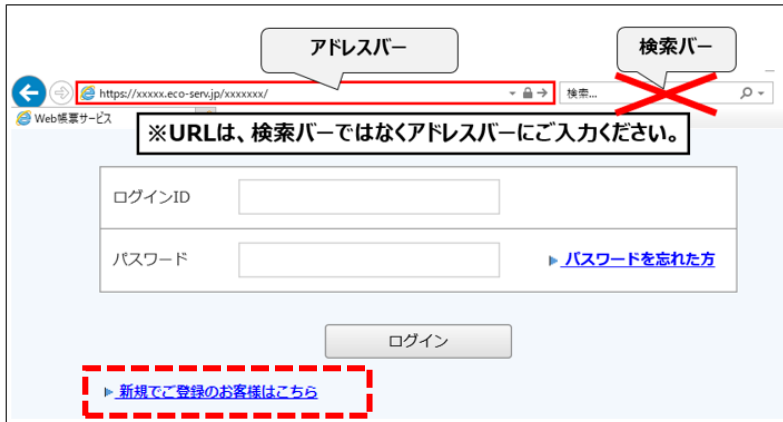 アドレスバー
検索バー
https://xxxxx.eco-serv.jp/xxxxxxx/
検索...
Web帳票サービス
※URLは、検索バーではなくアドレスバーにご入力ください。
ログインID
パスワード
パスワードを忘れた方
ログイン
新規でご登録のお客様はこちら